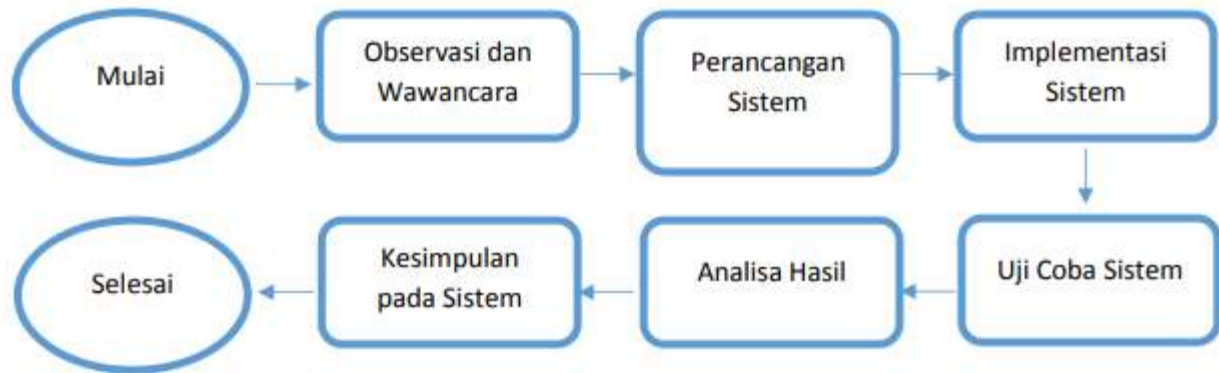 Mulai
Observasi dan
Wawancara
Perancangan
Sistem
Implementasi
Sistem
Uji Coba Sistem
Analisa Hasil
Kesimpulan
pada Sistem
Selesai